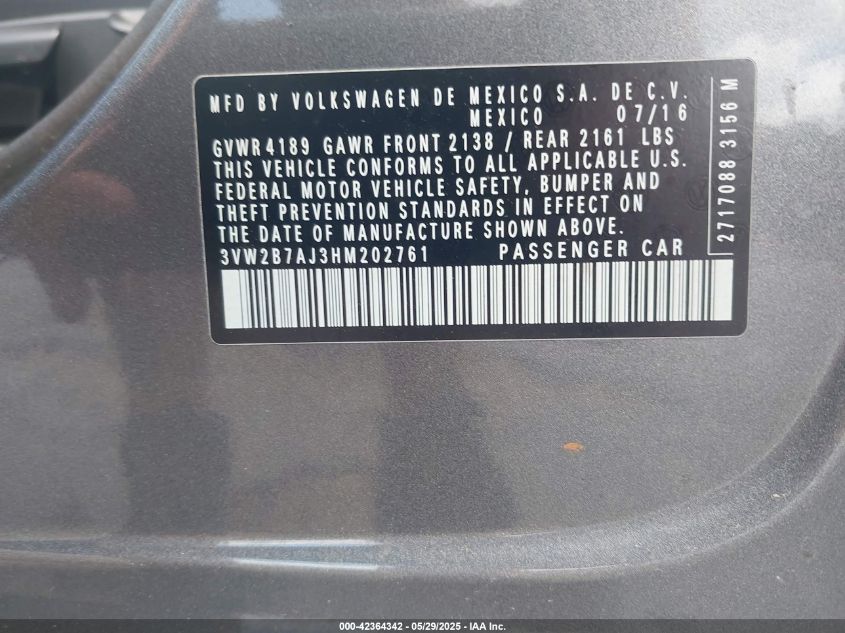 MFD BY VOLKSWAGEN DE MEXICO S.A. DE C.V.
MEXICO 07/16
GVWR 4189 GAWR FRONT 2138 / REAR 2161 LBS
THIS VEHICLE CONFORMS TO ALL APPLICABLE U.S.
FEDERAL MOTOR VEHICLE SAFETY, BUMPER AND
THEFT PREVENTION STANDARDS IN EFFECT ON
THE DATE OF MANUFACTURE SHOWN ABOVE.
3VW2B7AJ3HM202761 PASSENGER CAR
2717088 3156 M
000-42364342 - 05/29/2025 - IAA Inc.